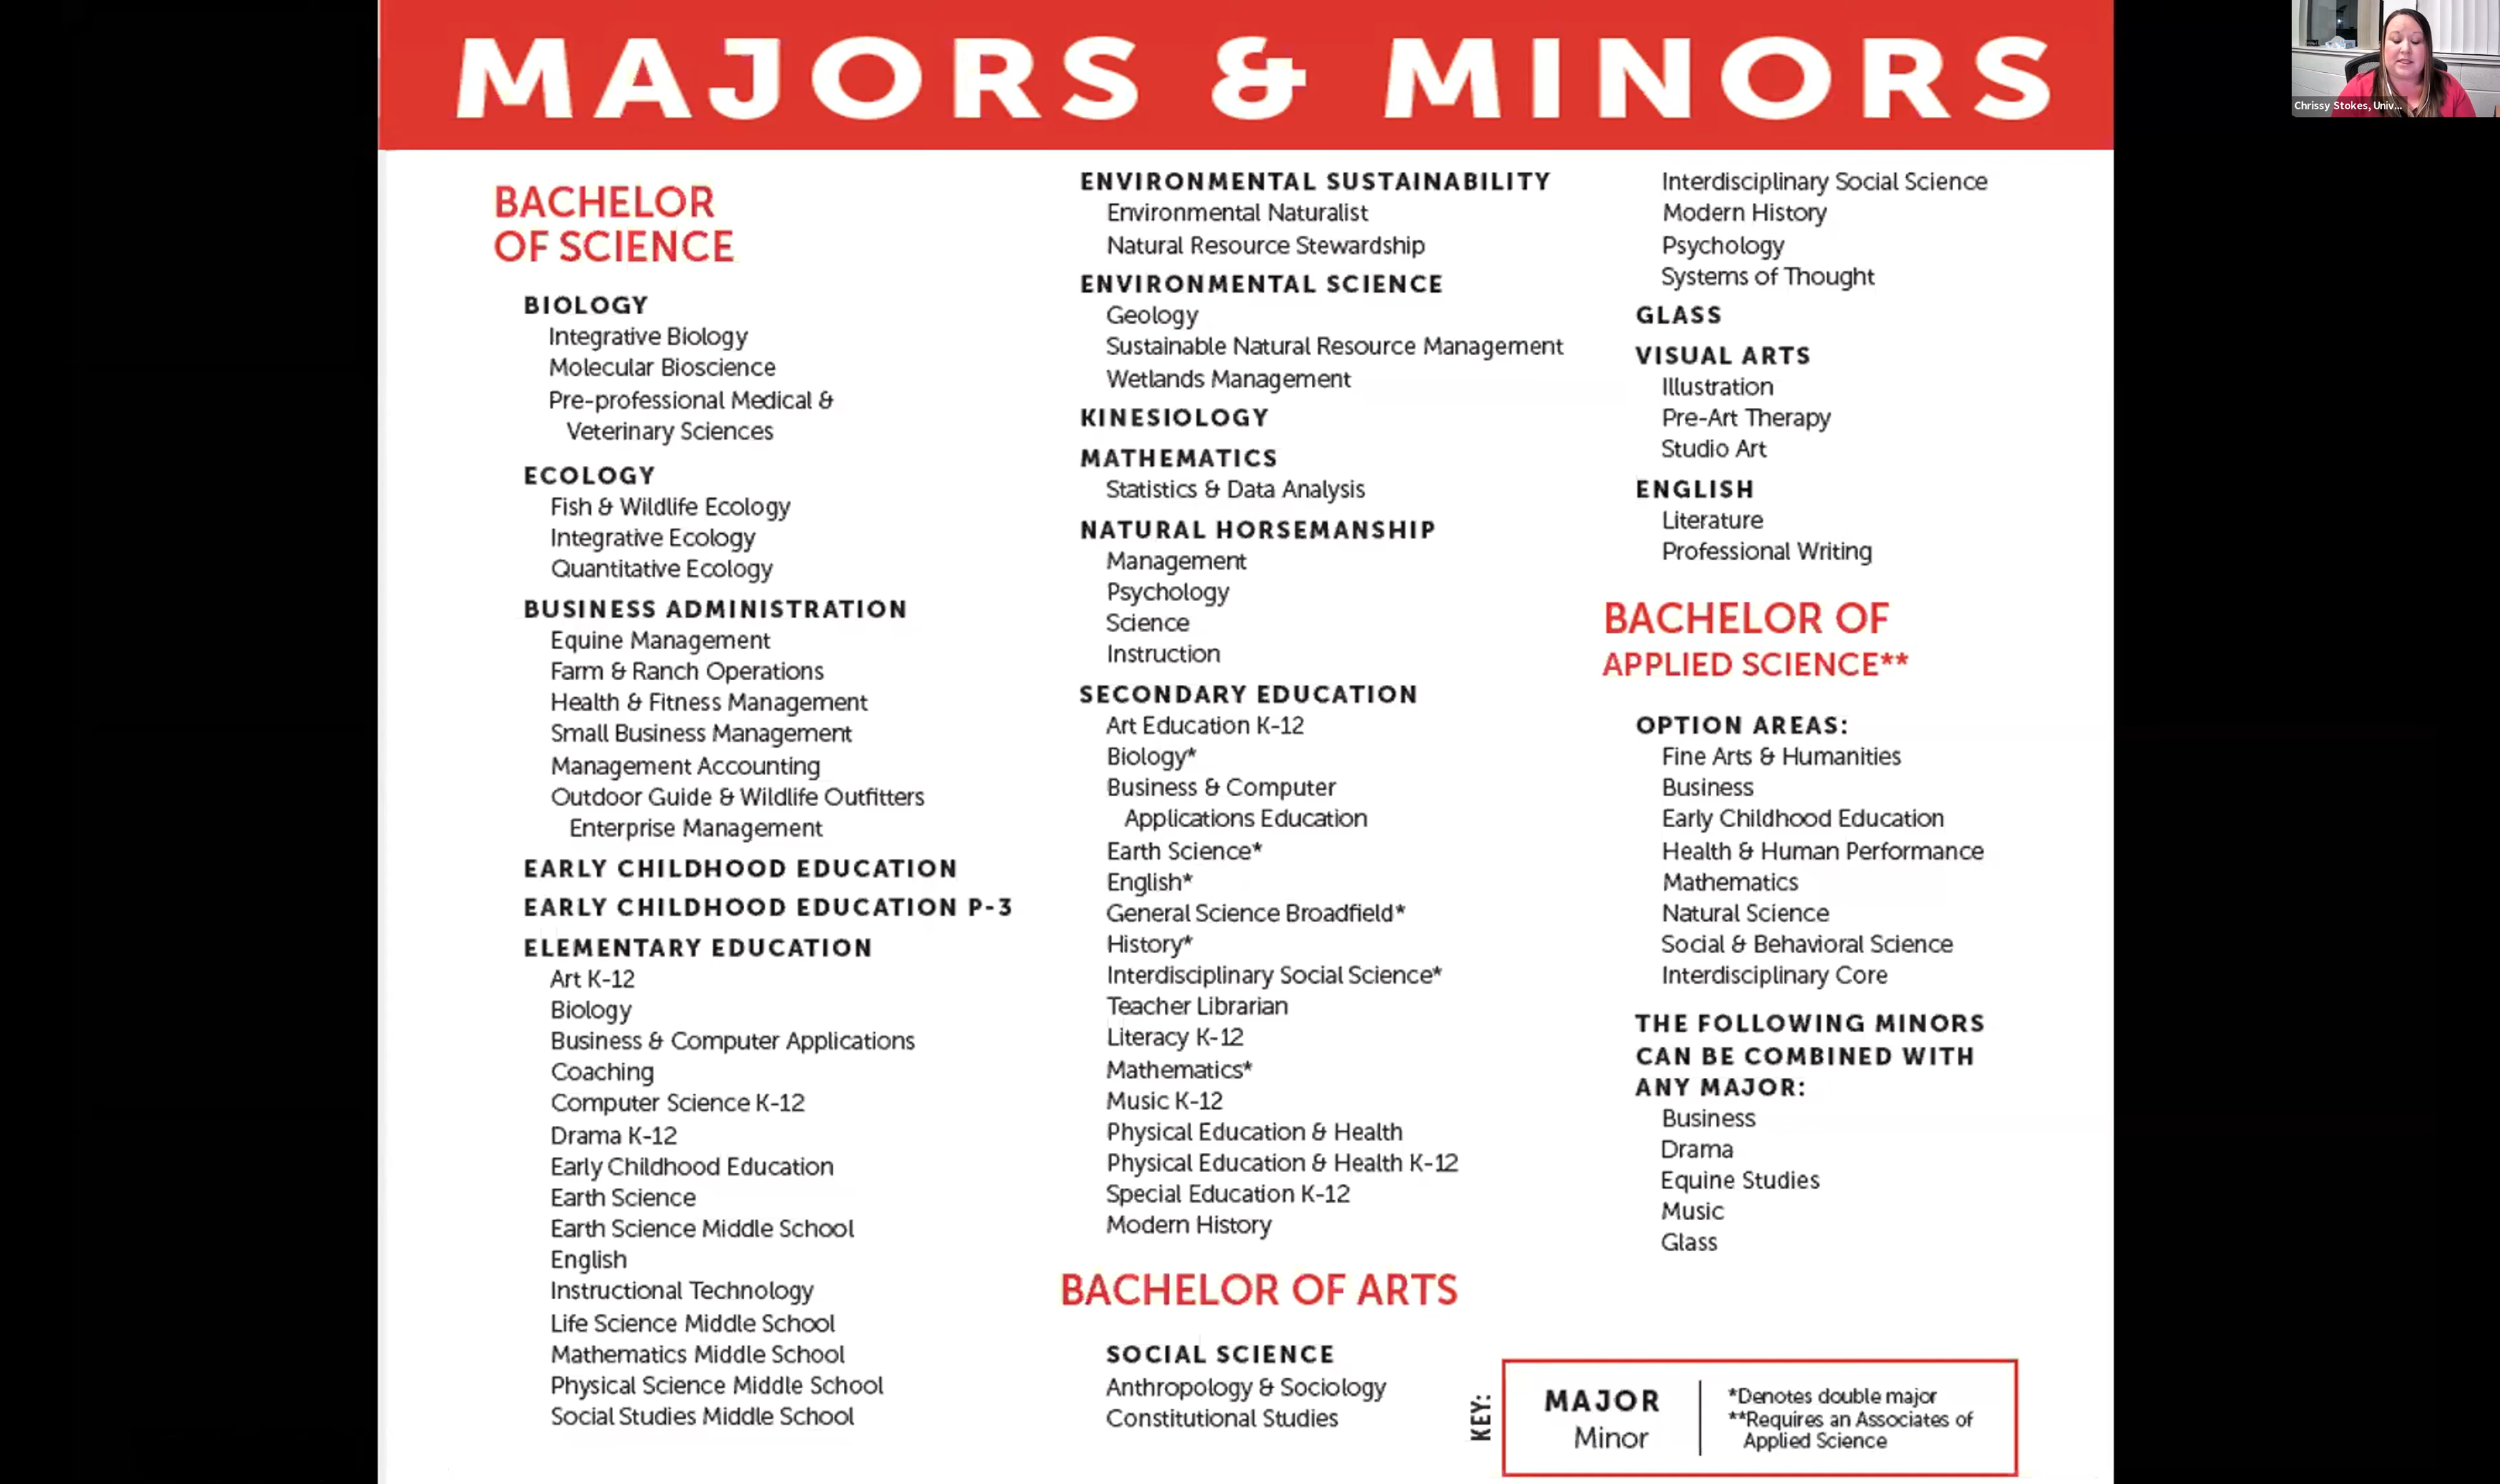 MAJORS & MINORS
Chrissy Stokes, Univ...
BACHELOR
OF SCIENCE
BIOLOGY
Integrative Biology
Molecular Bioscience
Pre-professional Medical &
Veterinary Sciences
ECOLOGY
Fish & Wildlife Ecology
Integrative Ecology
Quantitative Ecology
BUSINESS ADMINISTRATION
Equine Management
Farm & Ranch Operations
Health & Fitness Management
Small Business Management
Management Accounting
Outdoor Guide & Wildlife Outfitters
Enterprise Management
EARLY CHILDHOOD EDUCATION
EARLY CHILDHOOD EDUCATION P-3
ELEMENTARY EDUCATION
Art K-12
Biology
Business & Computer Applications
Coaching
Computer Science K-12
Drama K-12
Early Childhood Education
Earth Science
Earth Science Middle School
English
Instructional Technology
Life Science Middle School
Mathematics Middle School
Physical Science Middle School
Social Studies Middle School
ENVIRONMENTAL SUSTAINABILITY
Environmental Naturalist
Natural Resource Stewardship
ENVIRONMENTAL SCIENCE
Geology
Sustainable Natural Resource Management
Wetlands Management
KINESIOLOGY
MATHEMATICS
Statistics & Data Analysis
NATURAL HORSEMANSHIP
Management
Psychology
Science
Instruction
SECONDARY EDUCATION
Art Education K-12
Biology*
Business & Computer
Applications Education
Earth Science*
English*
General Science Broadfield*
History*
Interdisciplinary Social Science*
Teacher Librarian
Literacy K-12
Mathematics*
Music K-12
Physical Education & Health
Physical Education & Health K-12
Special Education K-12
Modern History
BACHELOR OF ARTS
SOCIAL SCIENCE
Anthropology & Sociology
Constitutional Studies
Interdisciplinary Social Science
Modern History
Psychology
Systems of Thought
GLASS
VISUAL ARTS
Illustration
Pre-Art Therapy
Studio Art
ENGLISH
Literature
Professional Writing
BACHELOR OF
APPLIED SCIENCE**
OPTION AREAS:
Fine Arts & Humanities
Business
Early Childhood Education
Health & Human Performance
Mathematics
Natural Science
Social & Behavioral Science
Interdisciplinary Core
THE FOLLOWING MINORS
CAN BE COMBINED WITH
ANY MAJOR:
Business
Drama
Equine Studies
Music
Glass
KEY:
MAJOR
Minor
*Denotes double major
**Requires an Associates of
Applied Science